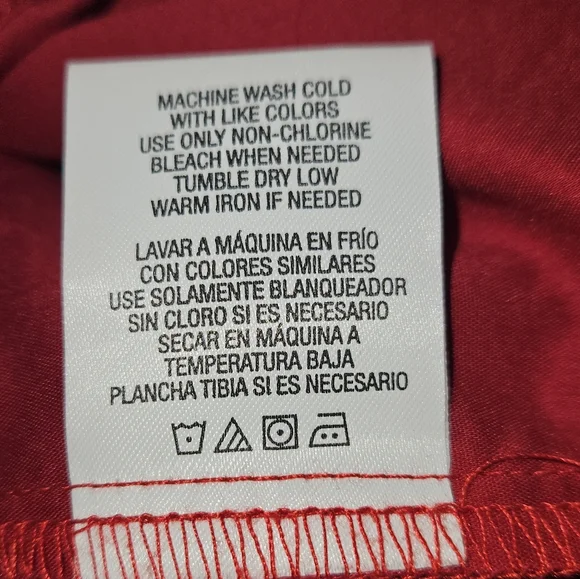 MACHINE WASH COLD
WITH LIKE COLORS
USE ONLY NON-CHLORINE
BLEACH WHEN NEEDED
TUMBLE DRY LOW
WARM IRON IF NEEDED
LAVAR A MÁQUINA EN FRÍO
CON COLORES SIMILARES
USE SOLAMENTE BLANQUEADOR
SIN CLORO SI ES NECESARIO
SECAR EN MÁQUINA A
TEMPERATURA BAJA
PLANCHA TIBIA SI ES NECESARIO